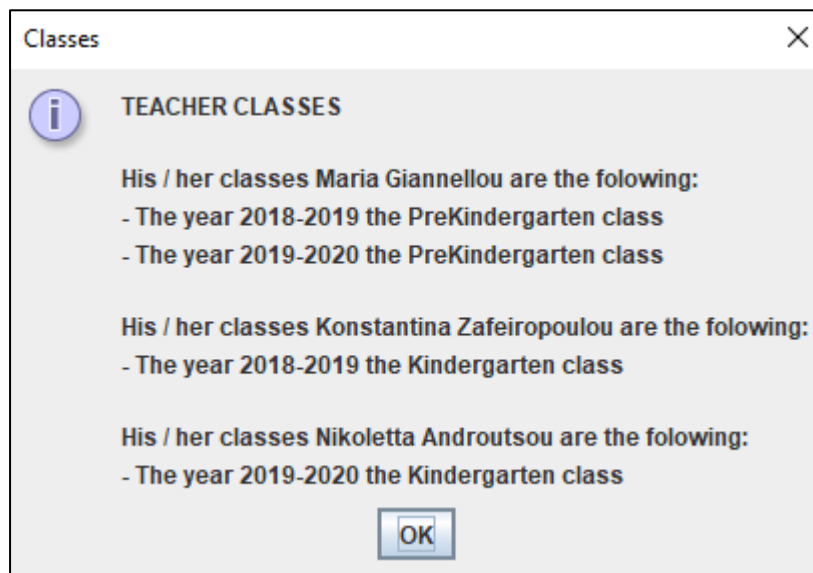 Classes
TEACHER CLASSES
His / her classes Maria Giannellou are the folowing:
- The year 2018-2019 the PreKindergarten class
- The year 2019-2020 the PreKindergarten class
His / her classes Konstantina Zafeiropoulou are the folowing:
- The year 2018-2019 the Kindergarten class
His / her classes Nikoletta Androutsou are the folowing:
- The year 2019-2020 the Kindergarten class
OK